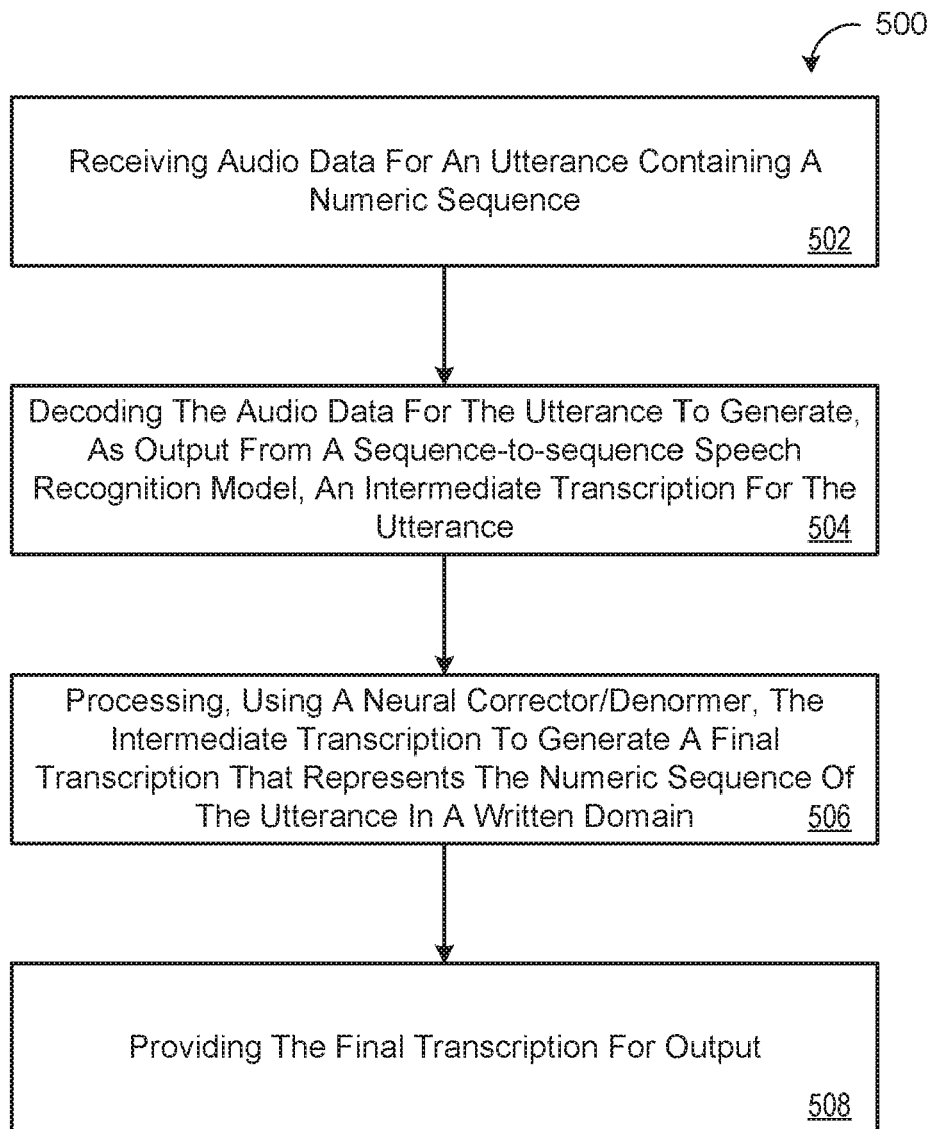 500
Receiving Audio Data For An Utterance Containing A
Numeric Sequence
502
Decoding The Audio Data For The Utterance To Generate,
As Output From A Sequence-to-sequence Speech
Recognition Model, An Intermediate Transcription For The
Utterance 504
Processing, Using A Neural Corrector/Denormer, The
Intermediate Transcription To Generate A Final
Transcription That Represents The Numeric Sequence Of
The Utterance In A Written Domain 506
Providing The Final Transcription For Output
508